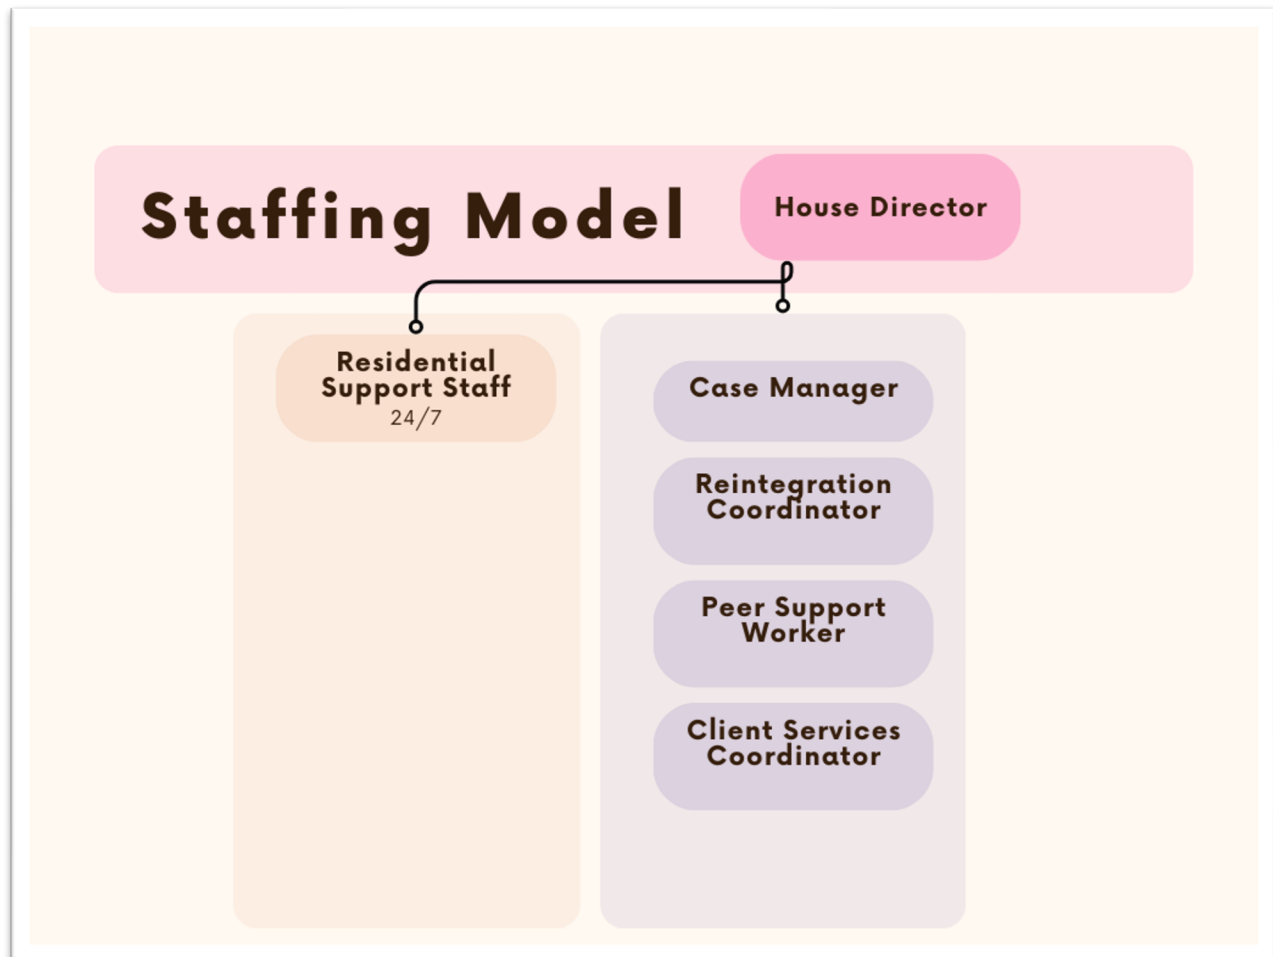 Staffing Model
House Director
Residential
Support Staff
24/7
Case Manager
Reintegration
Coordinator
Peer Support
Worker
Client Services
Coordinator